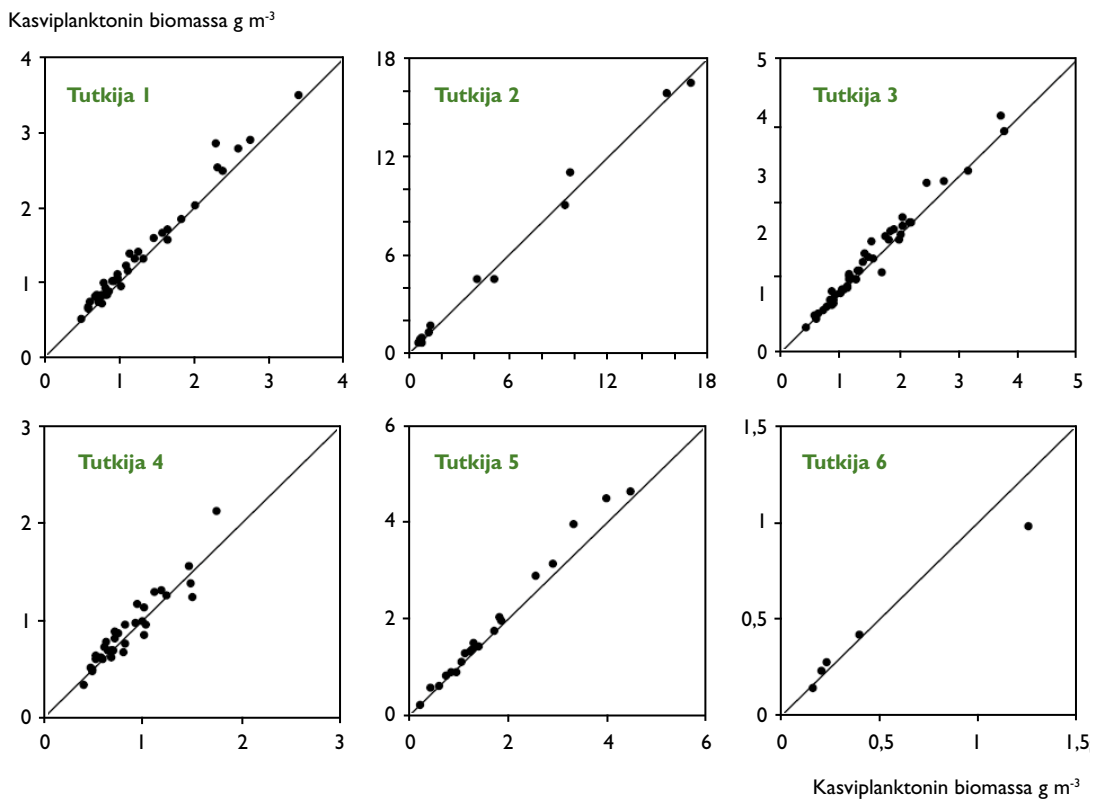 Kasviplanktonin biomassa g m⁻³
4 18 5
Tutkija 1 Tutkija 2 Tutkija 3
4
3
12
3
2
2
6
1
1
0 0 0
0 1 2 3 4 0 6 12 18 0 1 2 3 4 5
3 6 1,5
Tutkija 4 Tutkija 5 Tutkija 6
2 4 1
1 2 0,5
0 0 0
0 1 2 3 0 2 4 6 0 0,5 1 1,5
Kasviplanktonin biomassa g m⁻³